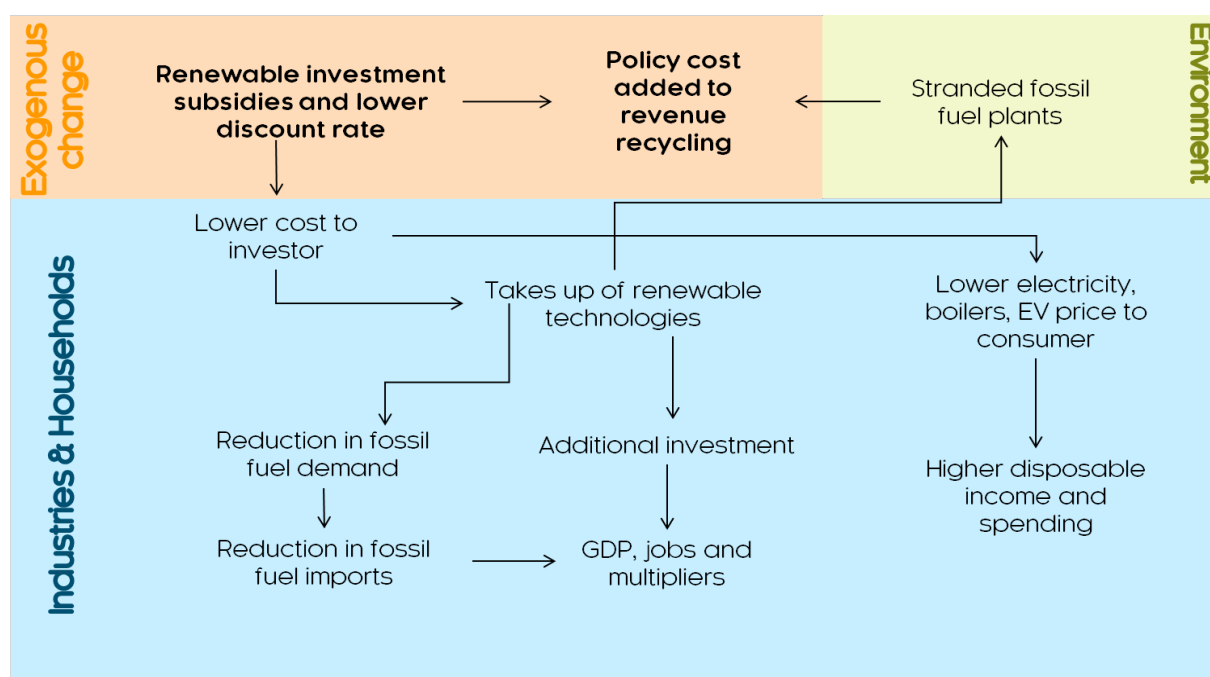 Exogenous
change
Renewable investment
subsidies and lower
discount rate
Policy cost
added to
revenue
recycling
Stranded fossil
fuel plants
Environment
Industries & Households
Lower cost to
investor
Takes up of renewable
technologies
Lower electricity,
boilers, EV price to
consumer
Reduction in fossil
fuel demand
Additional investment
Higher disposable
income and
spending
Reduction in fossil
fuel imports
GDP, jobs and
multipliers